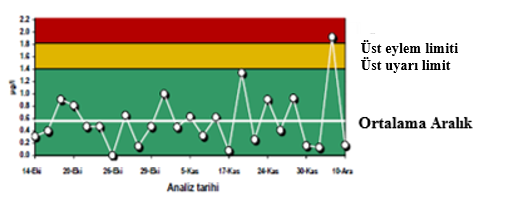 2.2
2.0
1.8
1.6
1.4
1.2
1.0
0.8
0.6
0.4
0.2
0.0
µg/l
14-Eki
20-Eki
26-Eki
29-Eki
5-Kas
17-Kas
24-Kas
30-Kas
10-Ara
Analiz tarihi
Üst eylem limiti
Üst uyarı limit
Ortalama Aralık